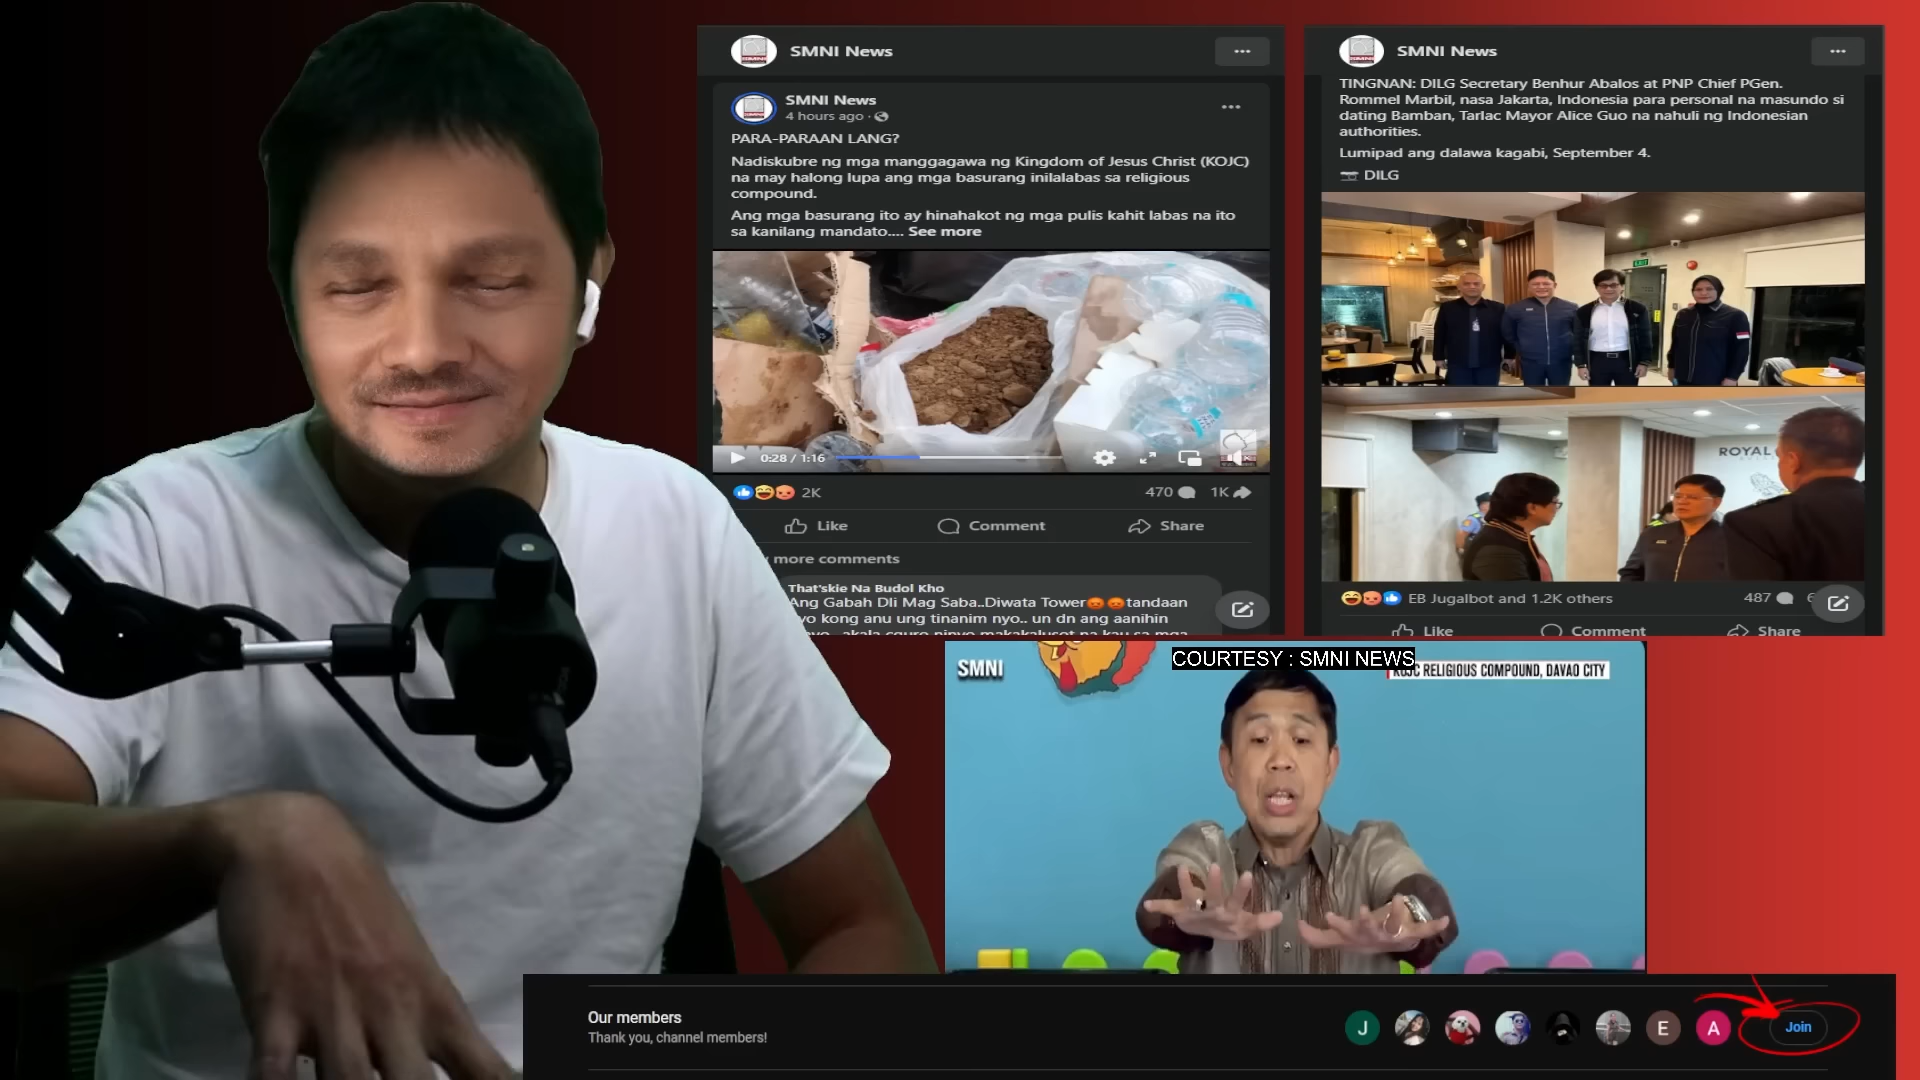 SMNI News
SMNI News
4 hours ago
PARA-PARAAN LANG?
Nadiskubre ng mga manggagawa ng Kingdom of Jesus Christ (KOJC)
na may halong lupa ang mga basurang inilalabas sa religious
compound.
Ang mga basurang ito ay hinahakot ng mga pulis kahit labas na ito
sa kanilang mandato.... See more
0:28 / 1:16
2K
470
1K
Like
Comment
Share
more comments
That'skie Na Budol Kho
Ang Gabah DIi Mag Saba..Diwata Tower😡😡tandaan
yo kong anu ung tinanim nyo.. un dn ang aanihin
SMNI News
TINGNAN: DILG Secretary Benhur Abalos at PNP Chief PGen.
Rommel Marbil, nasa Jakarta, Indonesia para personal na masundo si
dating Bamban, Tarlac Mayor Alice Guo na nahuli ng Indonesian
authorities.
Lumipad ang dalawa kagabi, September 4.
📷 DILG
ROYAL
EB Jugalbot and 1.2K others
487
Like
Comment
Share
SMNI
COURTESY : SMNI NEWS
KOJC RELIGIOUS COMPOUND, DAVAO CITY
Our members
Thank you, channel members!
J
E
A
Join